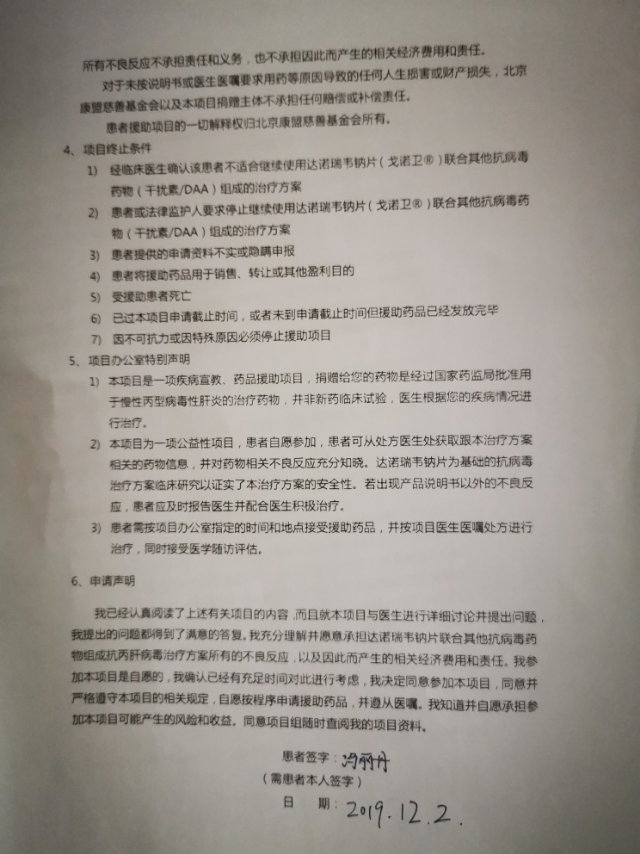 所有不良反应不承担责任和义务，也不承担因此而产生的相关经济费用和责任。
对于未按说明书或医生医嘱要求用药等原因导致的任何人生损害或财产损失，北京
康盟慈善基金会以及本项目捐赠主体不承担任何赔偿或补偿责任。
患者援助项目的一切解释权归北京康盟慈善基金会所有。
4、项目终止条件
1) 经临床医生确认该患者不适合继续使用达诺瑞韦钠片（戈诺卫®）联合其他抗病毒
药物（干扰素/DAA）组成的治疗方案
2) 患者或法律监护人要求停止继续使用达诺瑞韦钠片（戈诺卫®）联合其他抗病毒药
物（干扰素/DAA）组成的治疗方案
3) 患者提供的申请资料不实或隐瞒申报
4) 患者将援助药品用于销售、转让或其他盈利目的
5) 受援助患者死亡
6) 已过本项目申请截止时间，或者未到申请截止时间但援助药品已经发放完毕
7) 因不可抗力或因特殊原因必须停止援助项目
5、项目办公室特别声明
1) 本项目是一项疾病宣教、药品援助项目，捐赠给您的药物是经过国家药监局批准用
于慢性丙型病毒性肝炎的治疗药物，并非新药临床试验，医生根据您的疾病情况进
行治疗。
2) 本项目为一项公益性项目，患者自愿参加，患者可从处方医生处获取跟本治疗方案
相关的药物信息，并对药物相关不良反应充分知晓。达诺瑞韦钠片为基础的抗病毒
治疗方案临床研究以证实了本治疗方案的安全性。若出现产品说明书以外的不良反
应，患者应及时报告医生并配合医生积极治疗。
3) 患者需按项目办公室指定的时间和地点接受援助药品，并按项目医生医嘱处方进行
治疗，同时接受医学随访评估。
6、申请声明
我已经认真阅读了上述有关项目的内容，而且就本项目与医生进行详细讨论并提出问题，
我提出的问题都得到了满意的答复。我充分理解并愿意承担达诺瑞韦钠片联合其他抗病毒药
物组成抗丙肝病毒治疗方案所有的不良反应，以及因此而产生的相关经济费用和责任。我参
加本项目是自愿的，我确认已经有充足时间对此进行考虑，我决定同意参加本项目，同意并
严格遵守本项目的相关规定，自愿按程序申请援助药品，并遵从医嘱。我知道并自愿承担参
加本项目可能产生的风险和收益。同意项目组随时查阅我的项目资料。
患者签字：冯丽丹
（需患者本人签字）
日 期：2019.12.2.